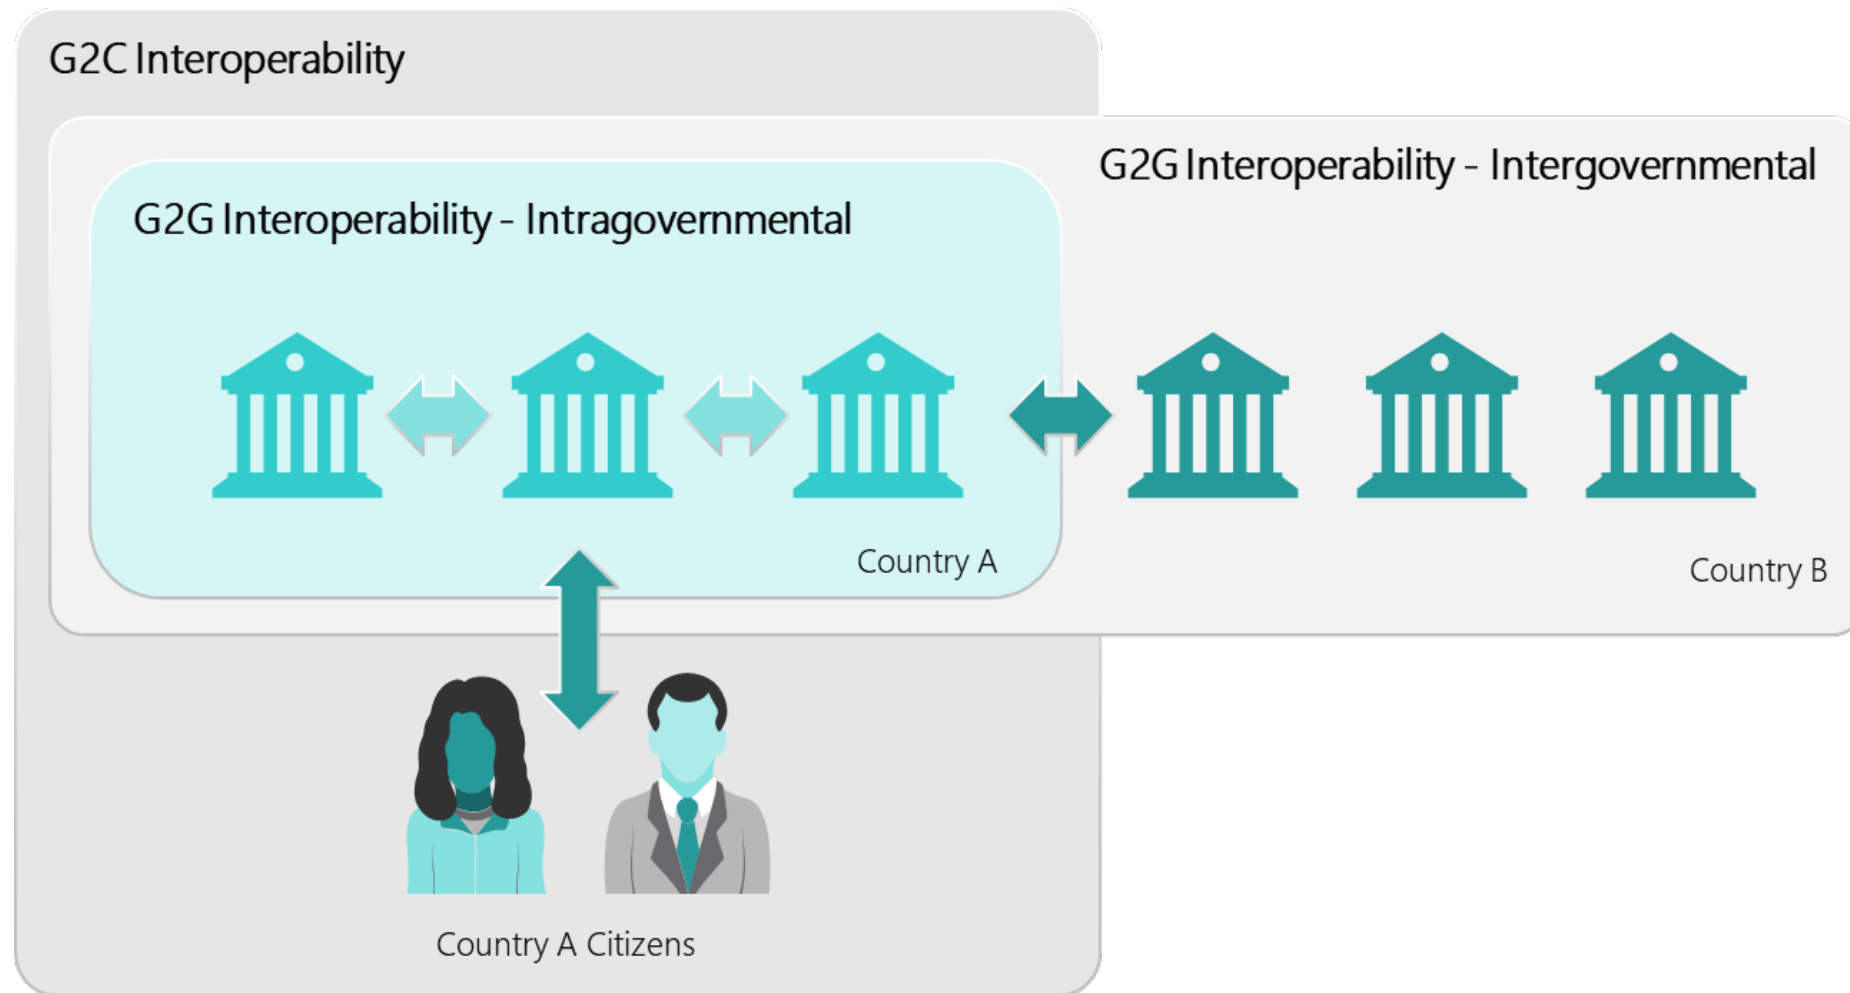 G2C Interoperability
G2G Interoperability - Intergovernmental
G2G Interoperability - Intragovernmental
Country A
Country B
Country A Citizens